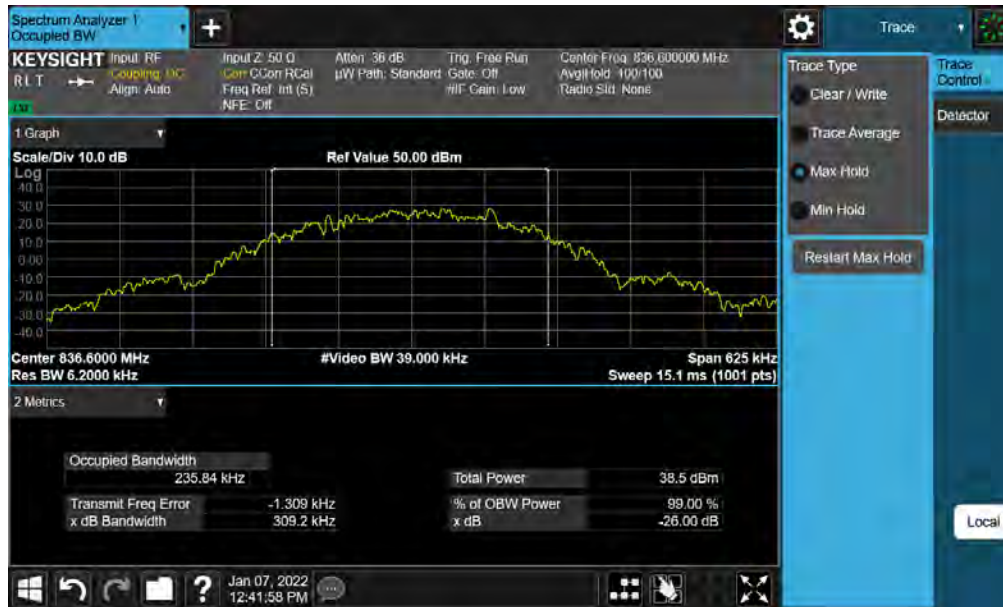 Spectrum Analyzer 1
Occupied BW
Trace
KEYSIGHT
Input: RF
Input Z: 50 Ω
Atten: 36 dB
Trig: Free Run
Center Freq: 836.600000 MHz
RLT
Coupling: DC
Corr CCorr RCal
µW Path: Standard
Gate: Off
Avg|Hold: 100/100
Align: Auto
Freq Ref: Int (S)
#IF Gain: Low
Radio Std: None
NFE: Off
1 Graph
Scale/Div 10.0 dB
Ref Value 50.00 dBm
Log
40.0
30.0
20.0
10.0
0.00
-10.0
-20.0
-30.0
-40.0
Center 836.6000 MHz
#Video BW 39.000 kHz
Span 625 kHz
Res BW 6.2000 kHz
Sweep 15.1 ms (1001 pts)
2 Metrics
Occupied Bandwidth
235.84 kHz
Total Power
38.5 dBm
Transmit Freq Error
-1.309 kHz
% of OBW Power
99.00 %
x dB Bandwidth
309.2 kHz
x dB
-26.00 dB
Trace Type
Clear / Write
Trace Average
Max Hold
Min Hold
Restart Max Hold
Trace
Control
Detector
Local
?
Jan 07, 2022
12:41:58 PM